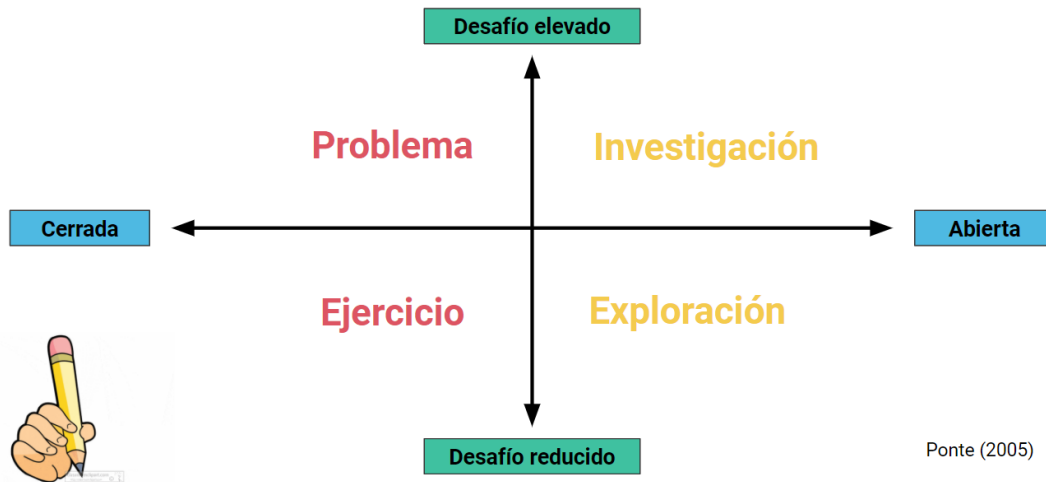 Desafío elevado
Problema
Investigación
Cerrada
Abierta
Ejercicio
Exploración
Desafío reducido
Ponte (2005)